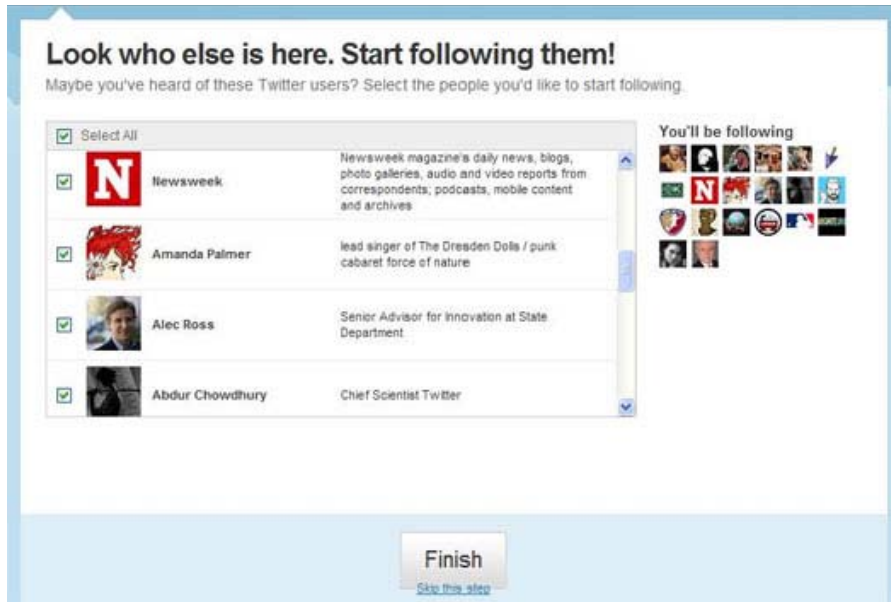 Look who else is here. Start following them!
Maybe you've heard of these Twitter users? Select the people you'd like to start following.
Select All
You'll be following
N
Newsweek
Newsweek magazine's daily news, blogs,
photo galleries, audio and video reports from
correspondents; podcasts, mobile content
and archives
N
Amanda Palmer
lead singer of The Dresden Dolls / punk
cabaret force of nature
Alec Ross
Senior Advisor for Innovation at State
Department
Abdur Chowdhury
Chief Scientist Twitter
Finish
Skip this step